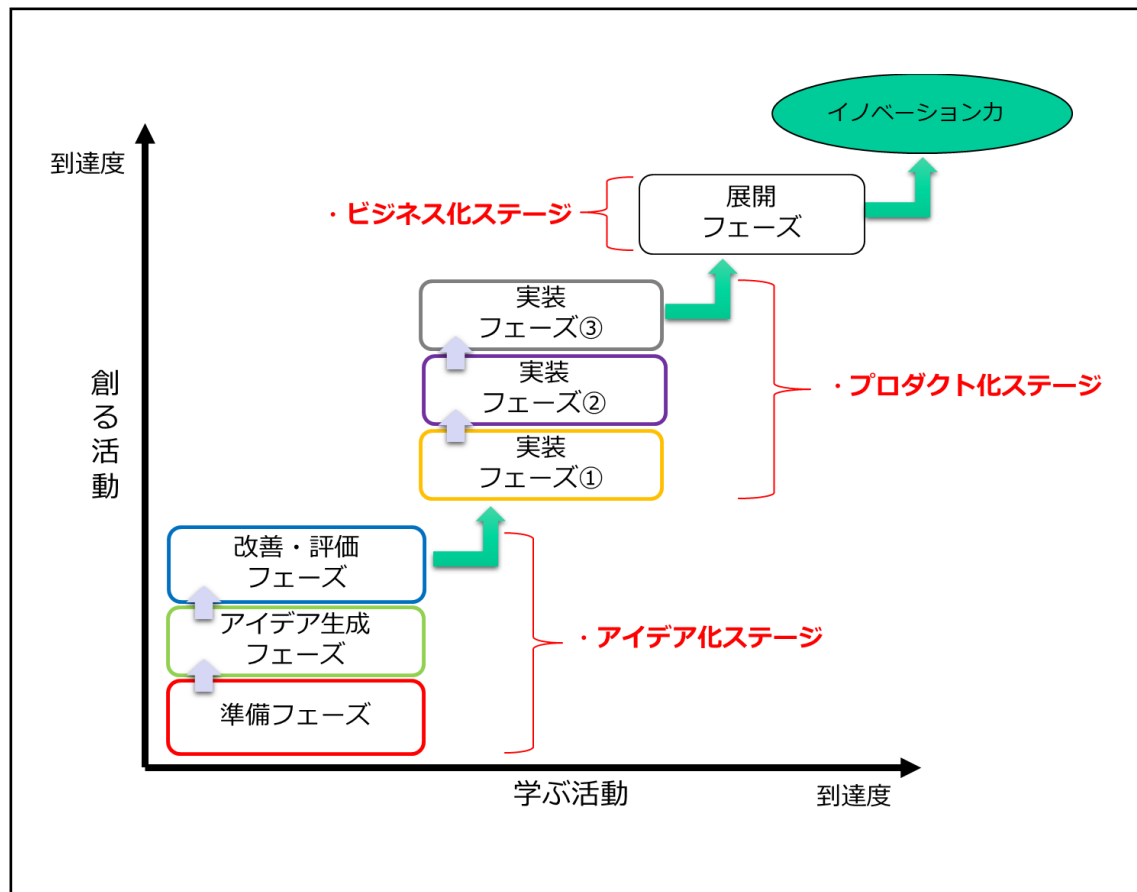 イノベーション力
到達度
展開
フェーズ
・ビジネス化ステージ
実装
フェーズ③
実装
フェーズ②
・プロダクト化ステージ
創る活動
実装
フェーズ①
改善・評価
フェーズ
アイデア生成
フェーズ
・アイデア化ステージ
準備フェーズ
学ぶ活動
到達度